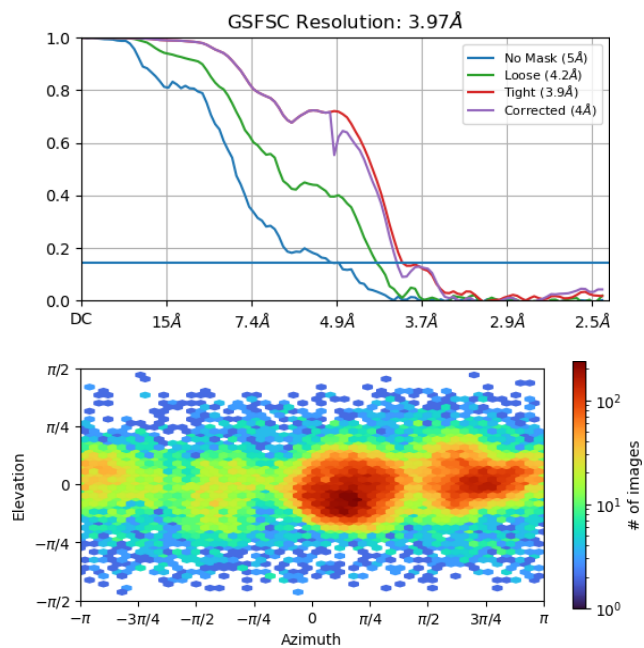 GSFSC Resolution: 3.97Å
1.0
0.8
0.6
0.4
0.2
0.0
No Mask (5Å)
Loose (4.2Å)
Tight (3.9Å)
Corrected (4Å)
DC 15Å 7.4Å 4.9Å 3.7Å 2.9Å 2.5Å
π/2
π/4
0
−π/4
−π/2
Elevation
−π −3π/4 −π/2 −π/4 0 π/4 π/2 3π/4 π
Azimuth
10²
10¹
10⁰
# of images